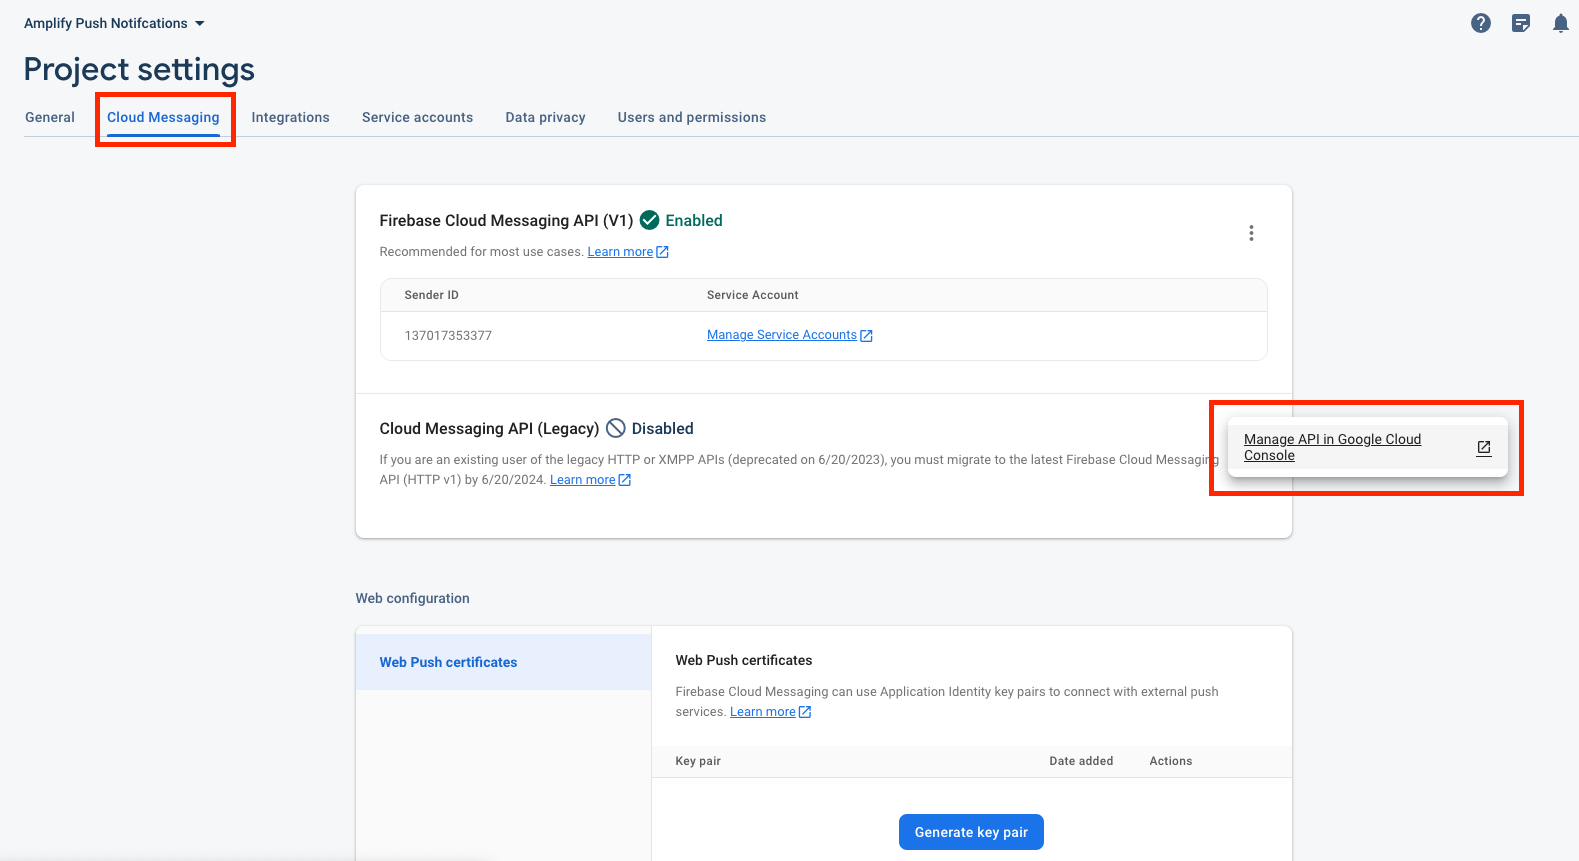 Amplify Push Notifcations
Project settings
General
Cloud Messaging
Integrations
Service accounts
Data privacy
Users and permissions
Firebase Cloud Messaging API (V1) Enabled
Recommended for most use cases. Learn more
Sender ID
Service Account
137017353377
Manage Service Accounts
Cloud Messaging API (Legacy) Disabled
If you are an existing user of the legacy HTTP or XMPP APIs (deprecated on 6/20/2023), you must migrate to the latest Firebase Cloud Messaging
API (HTTP v1) by 6/20/2024. Learn more
Manage API in Google Cloud
Console
Web configuration
Web Push certificates
Web Push certificates
Firebase Cloud Messaging can use Application Identity key pairs to connect with external push
services. Learn more
Key pair
Date added
Actions
Generate key pair